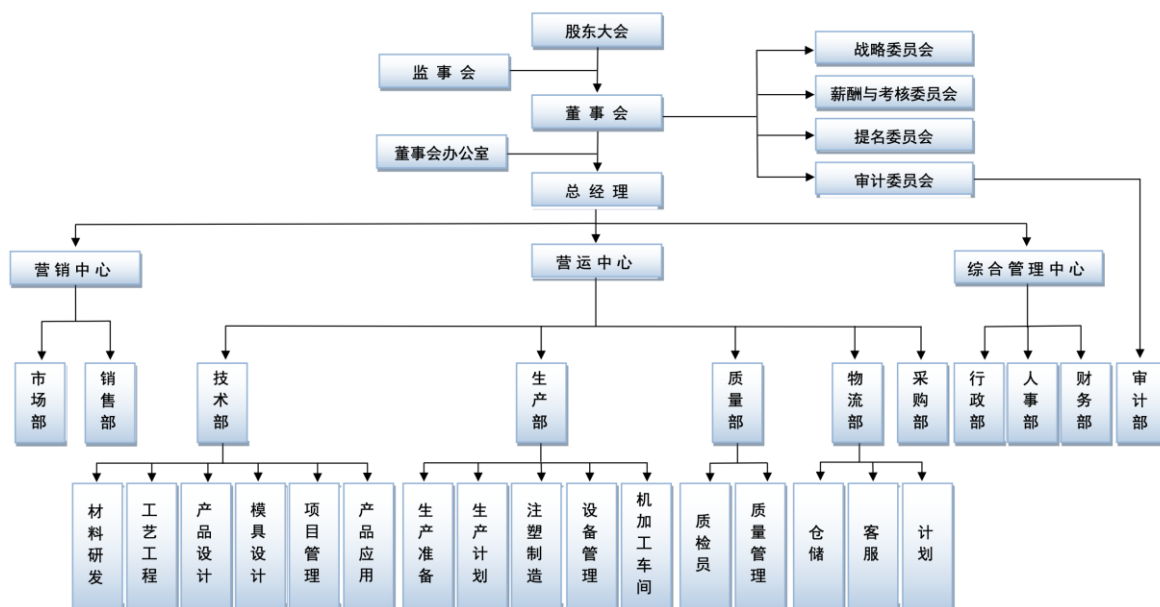 股东大会
战略委员会
监事会
薪酬与考核委员会
董事会
提名委员会
董事会办公室
审计委员会
总经理
营销中心
营运中心
综合管理中心
市场部
销售部
技术部
生产部
质量部
物流部
采购部
行政部
人事部
财务部
审计部
材料研发
工艺工程
产品设计
模具设计
项目管理
产品应用
生产准备
生产计划
注塑制造
设备管理
机加工车间
质检员
质量管理
仓储
客服
计划